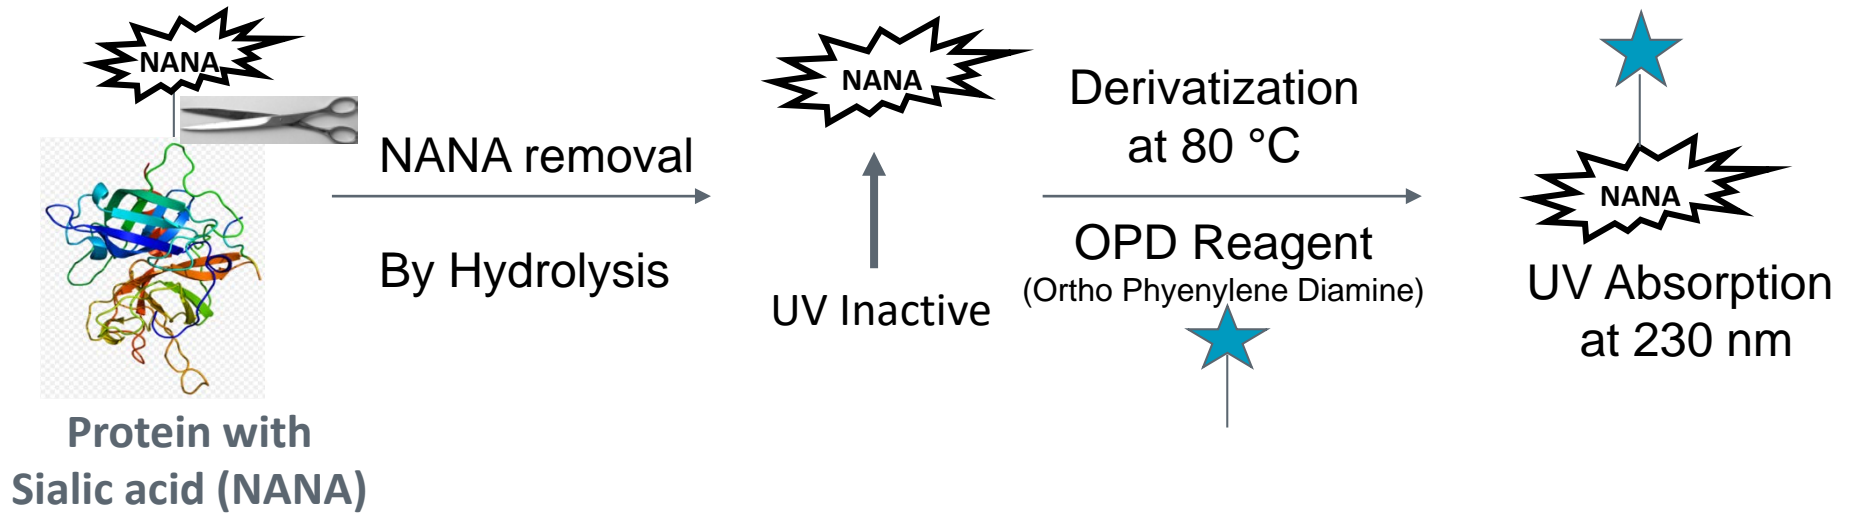 NANA
Protein with
Sialic acid (NANA)
NANA removal
By Hydrolysis
NANA
UV Inactive
Derivatization
at 80 °C
OPD Reagent
(Ortho Phyenylene Diamine)
NANA
UV Absorption
at 230 nm